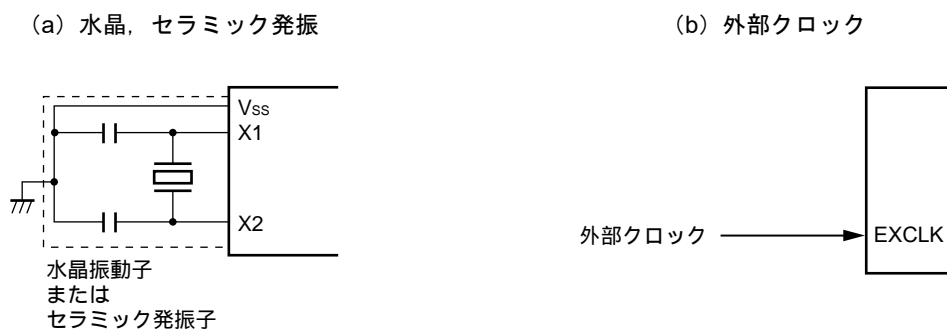 (a) 水晶,セラミック発振
(b) 外部クロック
VSS
X1
X2
水晶振動子
または
セラミック発振子
外部クロック
EXCLK